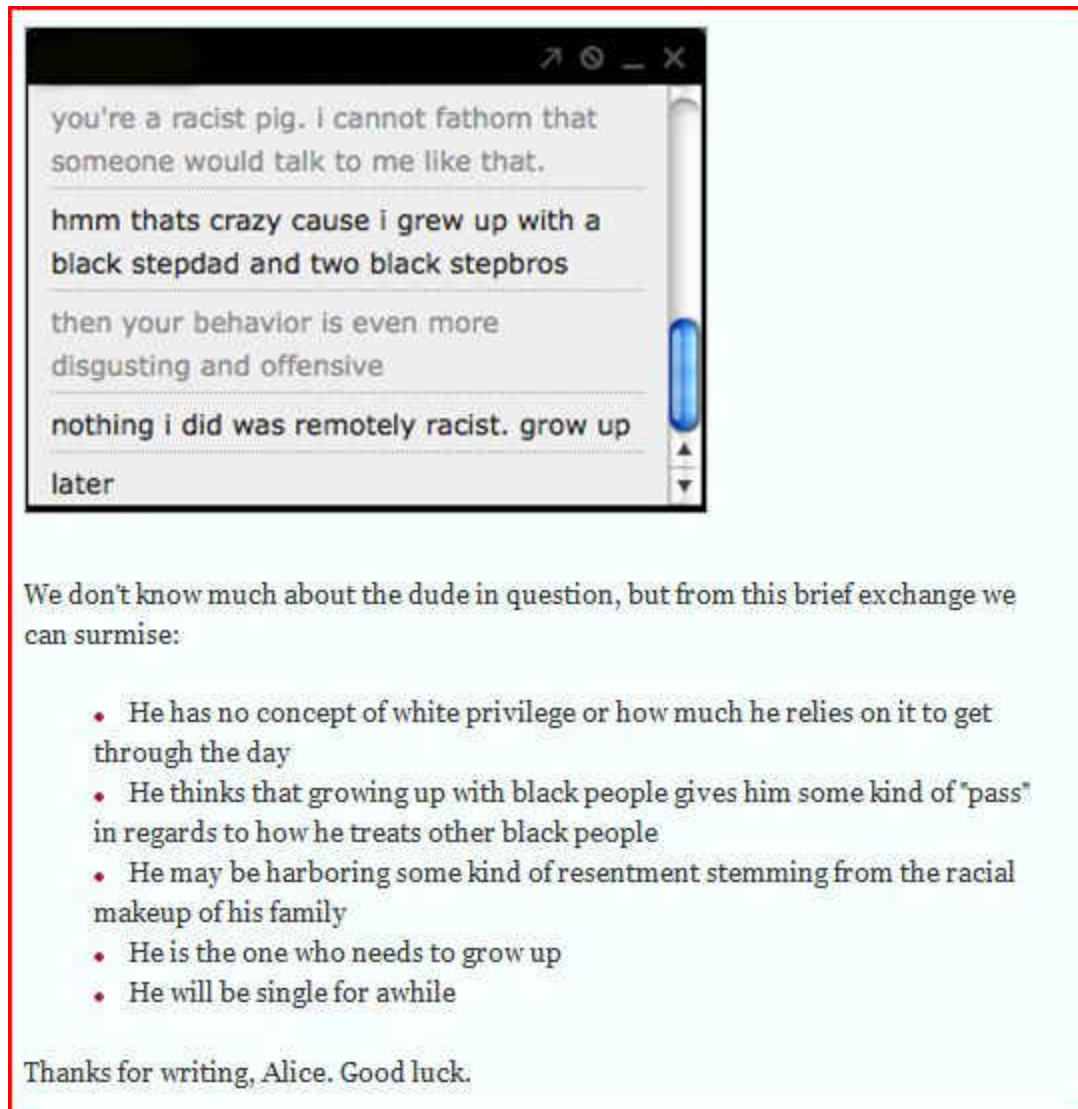 you're a racist pig. i cannot fathom that
someone would talk to me like that.
hmm thats crazy cause i grew up with a
black stepdad and two black stepbros
then your behavior is even more
disgusting and offensive
nothing i did was remotely racist. grow up
later
We don't know much about the dude in question, but from this brief exchange we
can surmise:
• He has no concept of white privilege or how much he relies on it to get
through the day
• He thinks that growing up with black people gives him some kind of "pass"
in regards to how he treats other black people
• He may be harboring some kind of resentment stemming from the racial
makeup of his family
• He is the one who needs to grow up
• He will be single for awhile
Thanks for writing, Alice. Good luck.